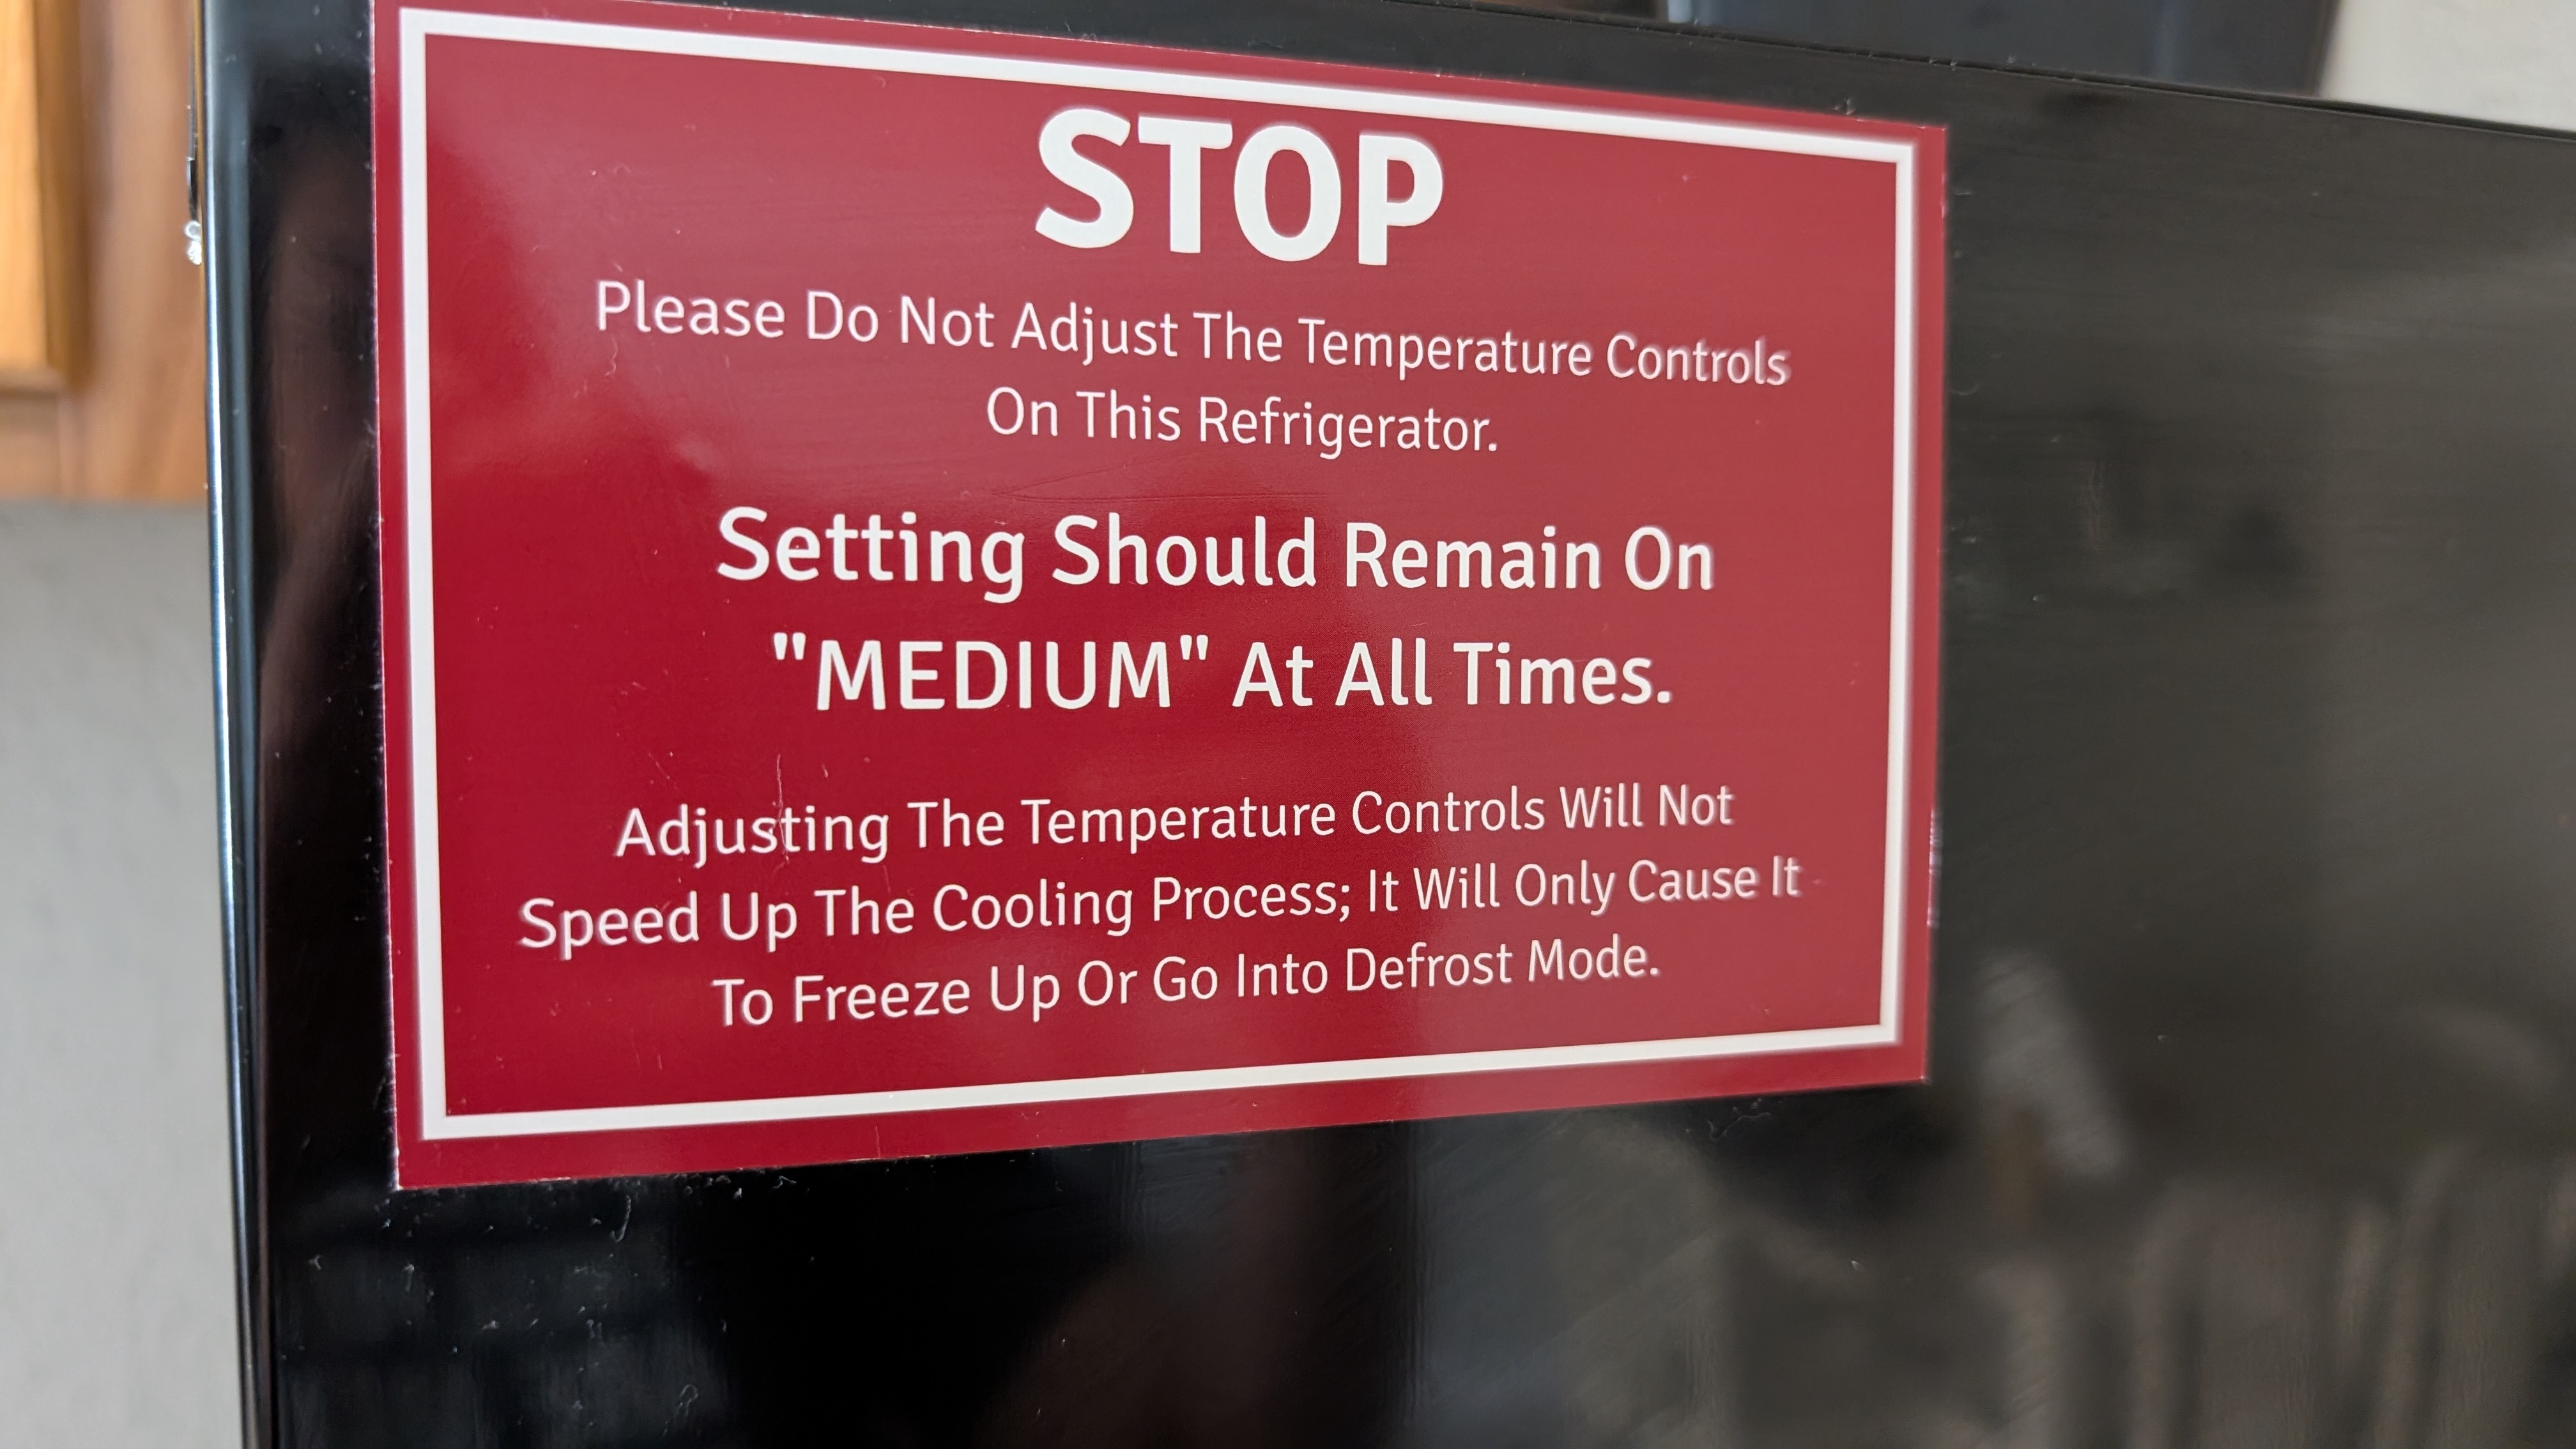 STOP
Please Do Not Adjust The Temperature Controls
On This Refrigerator.
Setting Should Remain On
"MEDIUM" At All Times.
Adjusting The Temperature Controls Will Not
Speed Up The Cooling Process; It Will Only Cause It
To Freeze Up Or Go Into Defrost Mode.